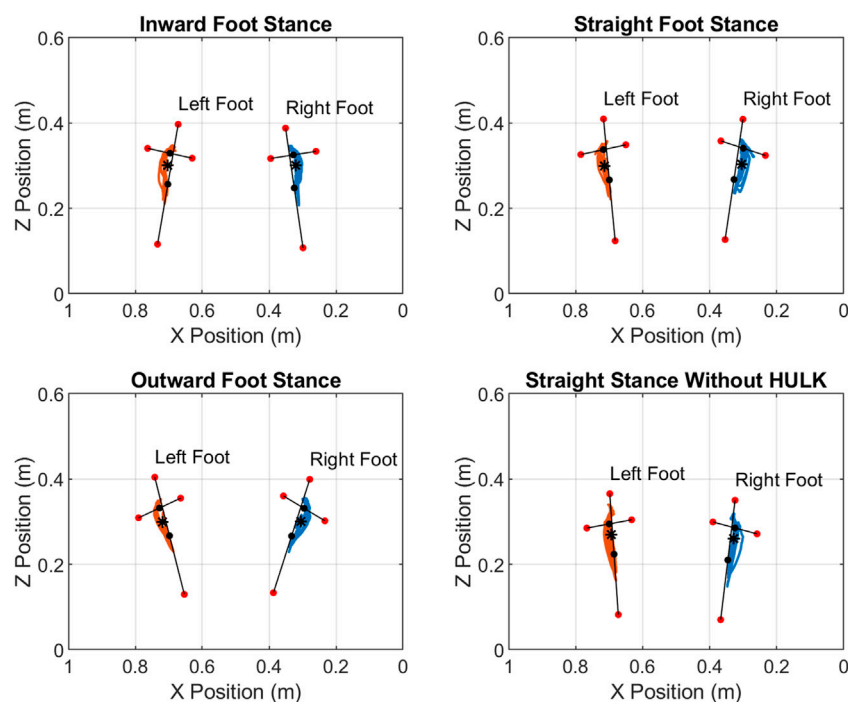 Inward Foot Stance
0.6
0.4
0.2
0
Z Position (m)
Left Foot
Right Foot
1
0.8
0.6
0.4
0.2
0
X Position (m)
Straight Foot Stance
0.6
0.4
0.2
0
Z Position (m)
Left Foot
Right Foot
1
0.8
0.6
0.4
0.2
0
X Position (m)
Outward Foot Stance
0.6
0.4
0.2
0
Z Position (m)
Left Foot
Right Foot
1
0.8
0.6
0.4
0.2
0
X Position (m)
Straight Stance Without HULK
0.6
0.4
0.2
0
Z Position (m)
Left Foot
Right Foot
1
0.8
0.6
0.4
0.2
0
X Position (m)